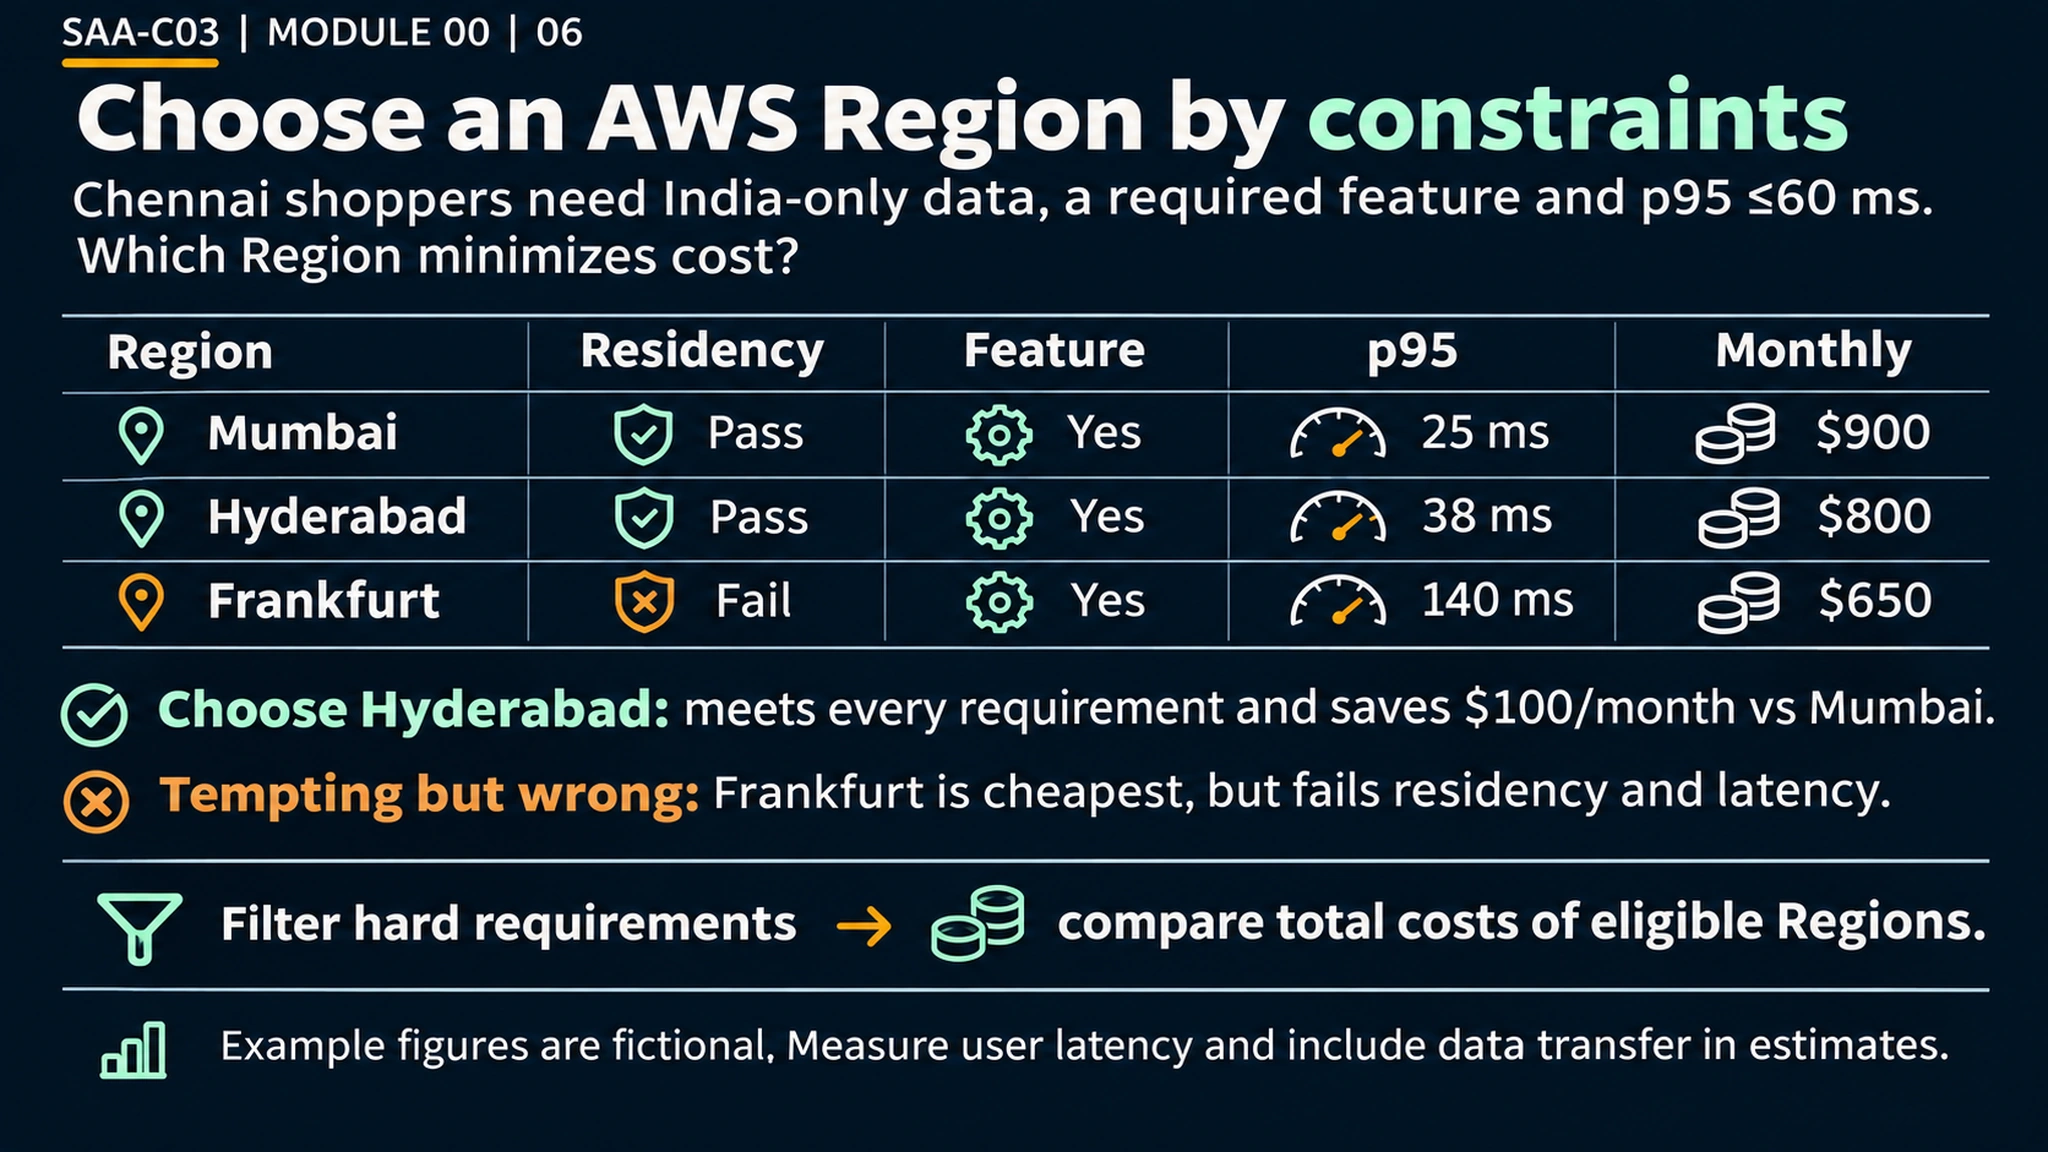 SAA-C03 | MODULE 00 | 06
Choose an AWS Region by constraints
Chennai shoppers need India-only data, a required feature and p95 ≤60 ms.
Which Region minimizes cost?
Region Residency Feature p95 Monthly
Mumbai Pass Yes 25 ms $900
Hyderabad Pass Yes 38 ms $800
Frankfurt Fail Yes 140 ms $650
Choose Hyderabad: meets every requirement and saves $100/month vs Mumbai.
Tempting but wrong: Frankfurt is cheapest, but fails residency and latency.
Filter hard requirements → compare total costs of eligible Regions.
Example figures are fictional, Measure user latency and include data transfer in estimates.